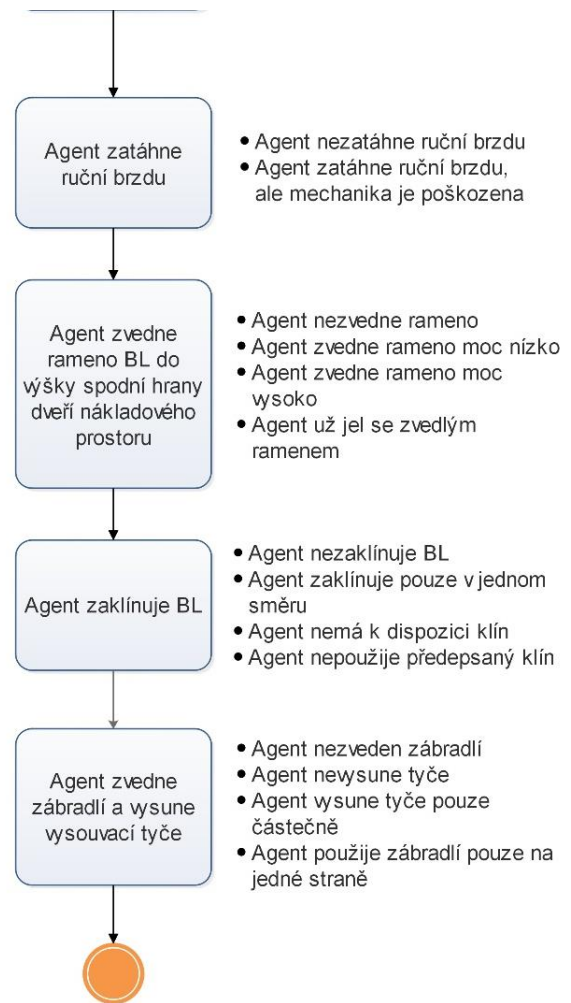 Agent zatáhne
ruční brzdu
• Agent nezatáhne ruční brzdu
• Agent zatáhne ruční brzdu,
ale mechanika je poškozena
Agent zvedne
rameno BL do
výšky spodní hrany
dveří nákladového
prostoru
• Agent nezvedne rameno
• Agent zvedne rameno moc nízko
• Agent zvedne rameno moc
vysoko
• Agent už jel se zvedlým
ramenem
Agent zaklínuje BL
• Agent nezaklínuje BL
• Agent zaklínuje pouze v jednom
směru
• Agent nemá k dispozici klín
• Agent nepoužije předepsaný klín
Agent zvedne
zábradlí a vysune
vysouvací tyče
• Agent nezveden zábradlí
• Agent nevysune tyče
• Agent vysune tyče pouze
částečně
• Agent použije zábradlí pouze na
jedné straně